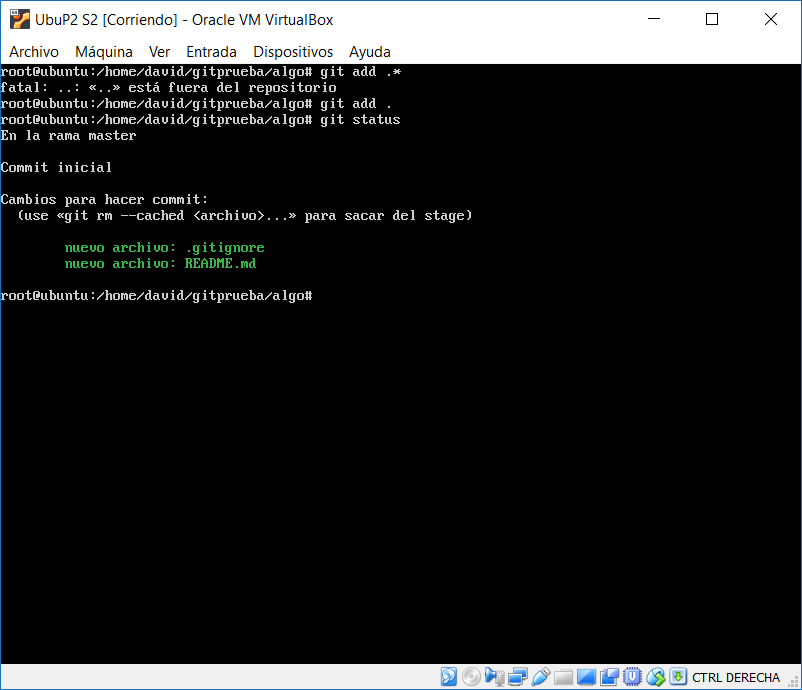 UbuP2 S2 [Corriendo] - Oracle VM VirtualBox
Archivo Máquina Ver Entrada Dispositivos Ayuda
root@ubuntu:/home/david/gitprueba/algo# git add .*
fatal: ..: «..» está fuera del repositorio
root@ubuntu:/home/david/gitprueba/algo# git add .
root@ubuntu:/home/david/gitprueba/algo# git status
En la rama master
Commit inicial
Cambios para hacer commit:
(use «git rm --cached <archivo>...» para sacar del stage)
nuevo archivo: .gitignore
nuevo archivo: README.md
root@ubuntu:/home/david/gitprueba/algo#
CTRL DERECHA